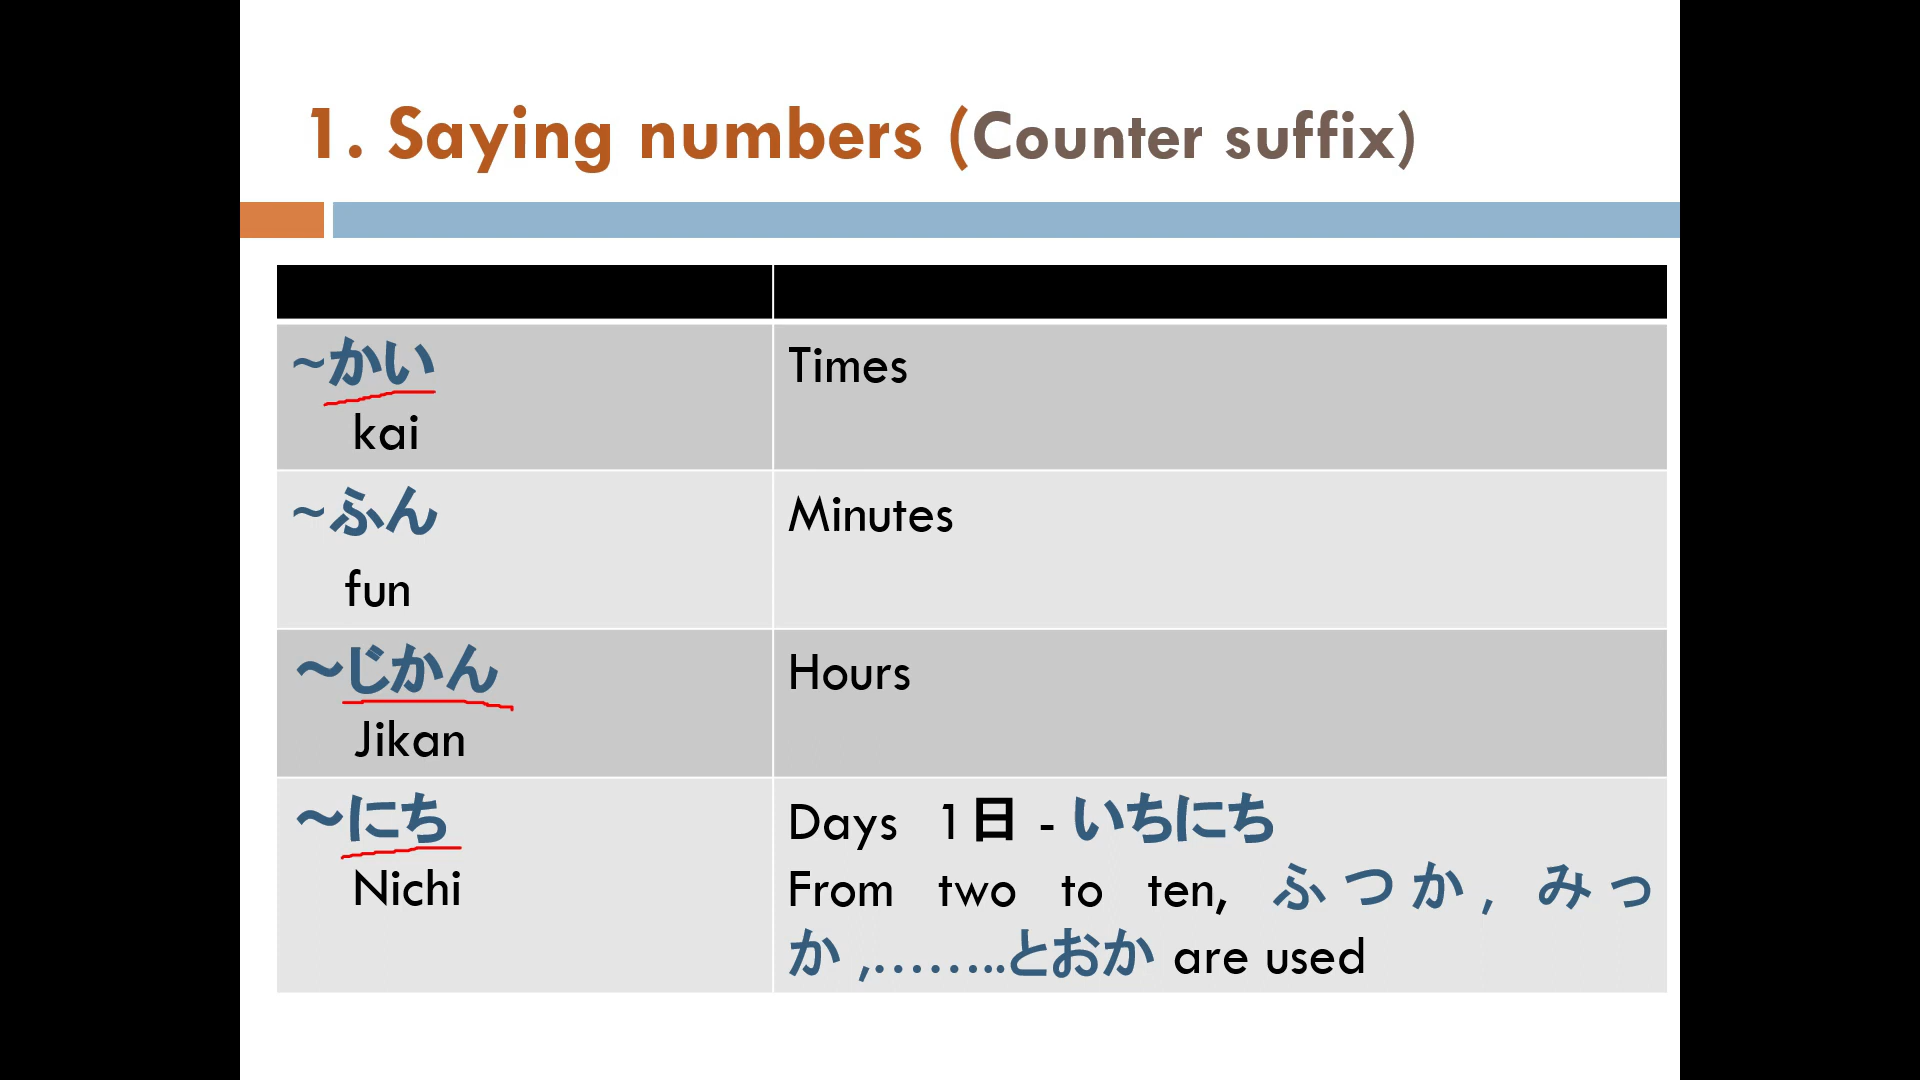 1. Saying numbers (Counter suffix)
~かい
kai
Times
~ふん
fun
Minutes
~じかん
Jikan
Hours
~にち
Nichi
Days 1日 - いちにち
From two to ten, ふつか, みっ
か,........とおか are used